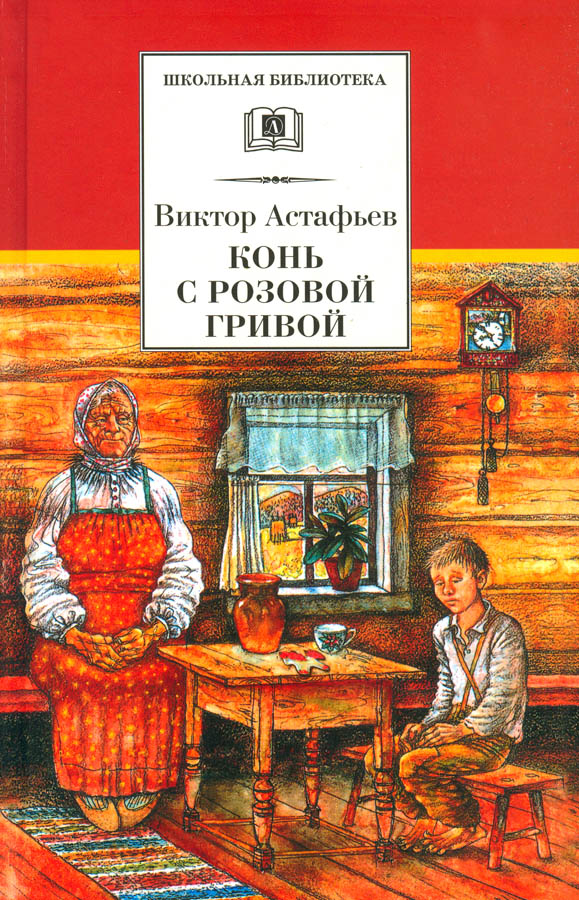 ШКОЛЬНАЯ БИБЛИОТЕКА
Виктор Астафьев
КОНЬ
С РОЗОВОЙ
ГРИВОЙ